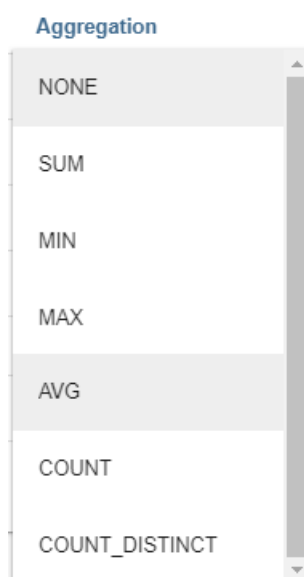 Aggregation
NONE
SUM
MIN
MAX
AVG
COUNT
COUNT_DISTINCT